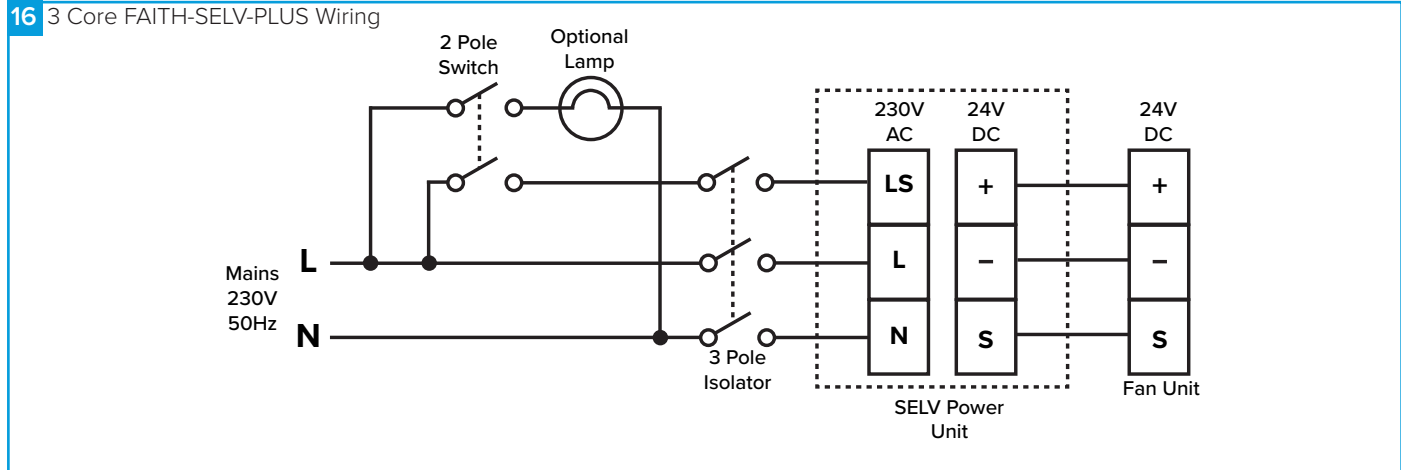 16 3 Core FAITH-SELV-PLUS Wiring
2 Pole
Switch
Optional
Lamp
230V
AC
24V
DC
24V
DC
LS
+
+
L
–
–
N
S
S
Mains
230V
50Hz
L
N
3 Pole
Isolator
SELV Power
Unit
Fan Unit